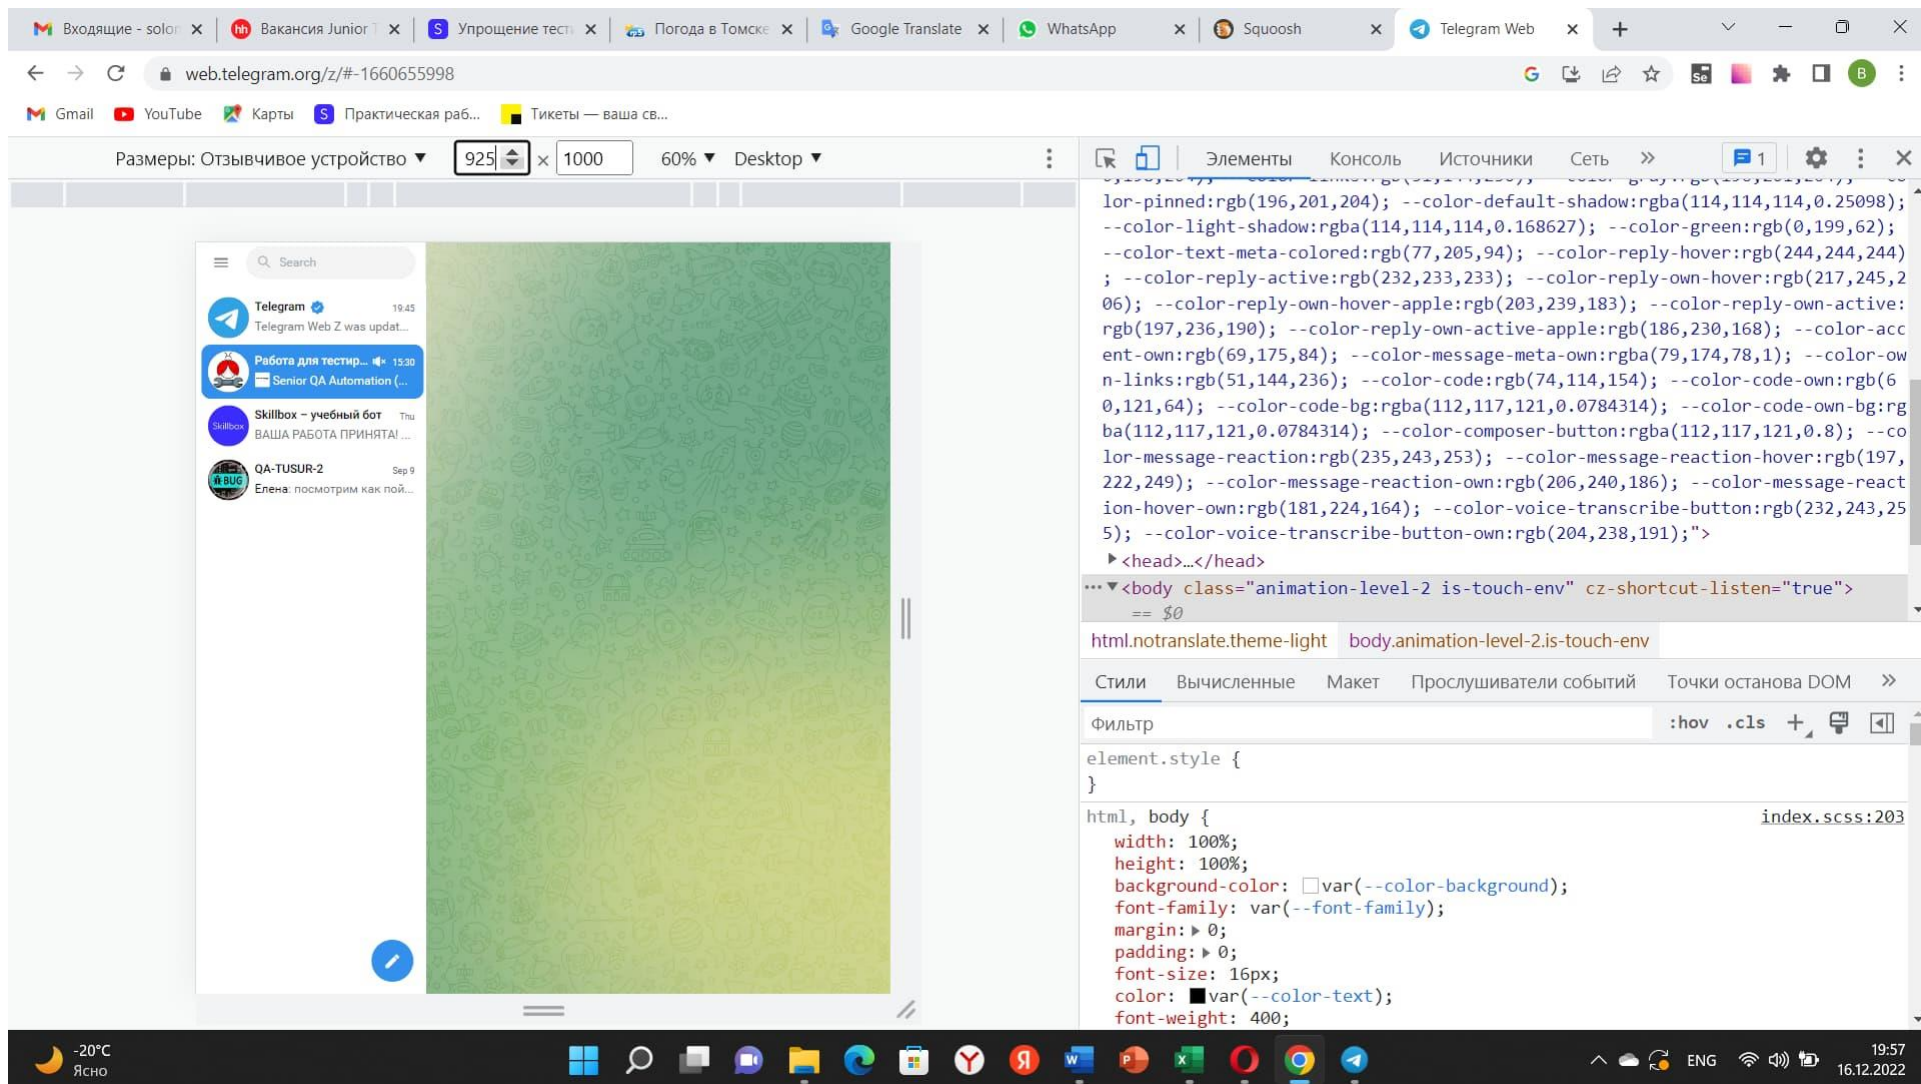 Входящие - solon
Вакансия Junior T
Упрощение тести
Погода в Томске
Google Translate
WhatsApp
Squoosh
Telegram Web
web.telegram.org/z/#-1660655998
Gmail
YouTube
Карты
Практическая раб...
Тикеты — ваша св...
Размеры: Отзывчивое устройство
925 × 1000
60%
Desktop
Search
Telegram 19:45
Telegram Web Z was updat...
Работа для тестир... 15:30
Senior QA Automation (...
Skillbox
Skillbox – учебный бот Thu
ВАША РАБОТА ПРИНЯТА! ...
BUG
QA-TUSUR-2 Sep 9
Елена: посмотрим как пой...
Элементы Консоль Источники Сеть 1
lor-pinned:rgb(196,201,204); --color-default-shadow:rgba(114,114,114,0.25098);
--color-light-shadow:rgba(114,114,114,0.168627); --color-green:rgb(0,199,62);
--color-text-meta-colored:rgb(77,205,94); --color-reply-hover:rgb(244,244,244)
; --color-reply-active:rgb(232,233,233); --color-reply-own-hover:rgb(217,245,2
06); --color-reply-own-hover-apple:rgb(203,239,183); --color-reply-own-active:
rgb(197,236,190); --color-reply-own-active-apple:rgb(186,230,168); --color-acc
ent-own:rgb(69,175,84); --color-message-meta-own:rgba(79,174,78,1); --color-ow
n-links:rgb(51,144,236); --color-code:rgb(74,114,154); --color-code-own:rgb(6
0,121,64); --color-code-bg:rgba(112,117,121,0.0784314); --color-code-own-bg:rg
ba(112,117,121,0.0784314); --color-composer-button:rgba(112,117,121,0.8); --co
lor-message-reaction:rgb(235,243,253); --color-message-reaction-hover:rgb(197,
222,249); --color-message-reaction-own:rgb(206,240,186); --color-message-react
ion-hover-own:rgb(181,224,164); --color-voice-transcribe-button:rgb(232,243,25
5); --color-voice-transcribe-button-own:rgb(204,238,191);">
<head>…</head>
<body class="animation-level-2 is-touch-env" cz-shortcut-listen="true">
== $0
html.notranslate.theme-light body.animation-level-2.is-touch-env
Стили Вычисленные Макет Прослушиватели событий Точки останова DOM
Фильтр :hov .cls
element.style {
}
html, body { index.scss:203
width: 100%;
height: 100%;
background-color: var(--color-background);
font-family: var(--font-family);
margin: 0;
padding: 0;
font-size: 16px;
color: var(--color-text);
font-weight: 400;
-20°C
Ясно
ENG
19:57
16.12.2022